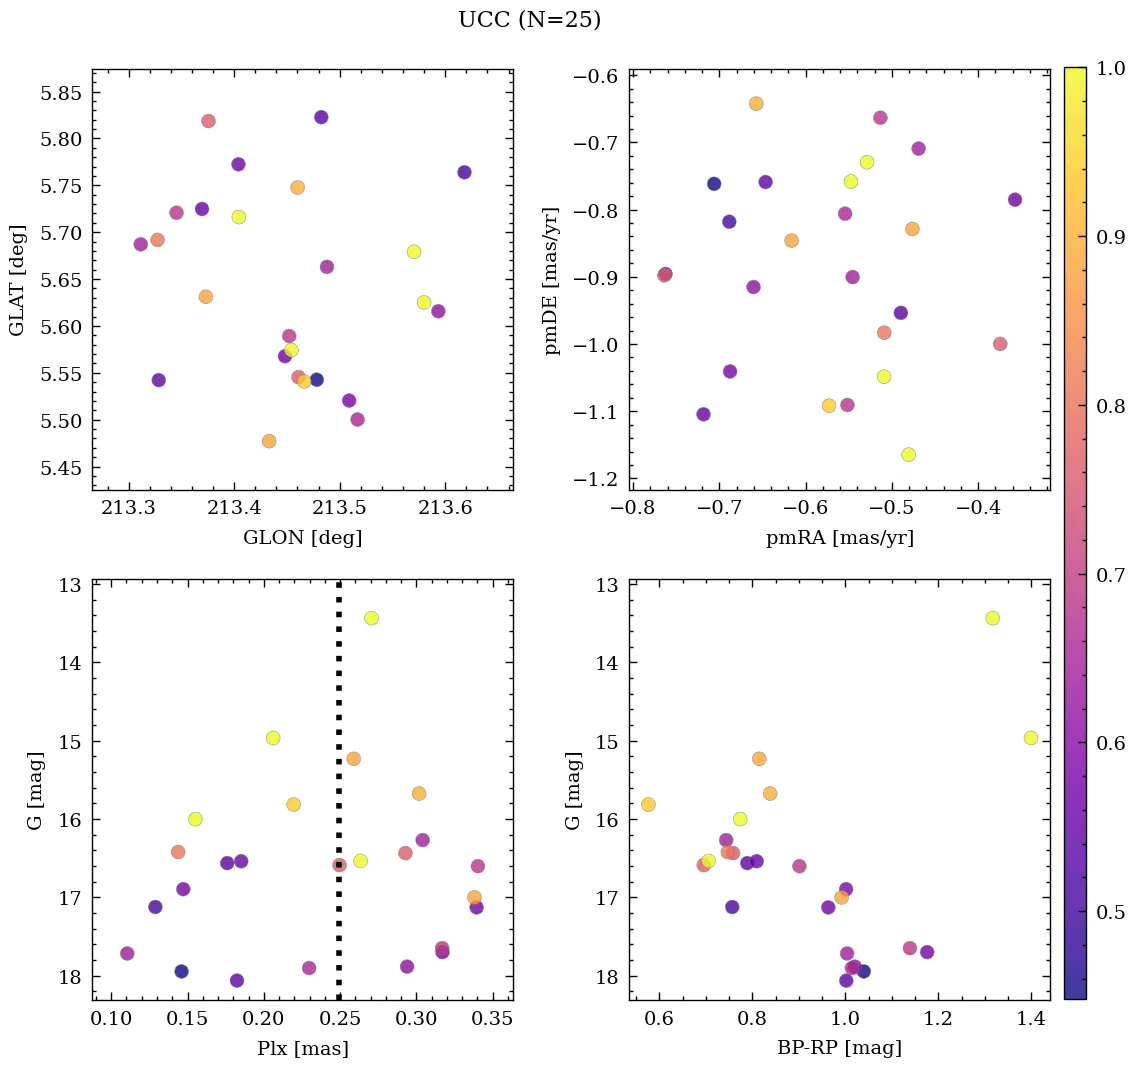 UCC (N=25)
5.85
5.80
5.75
5.70
5.65
5.60
5.55
5.50
5.45
GLAT [deg]
213.3 213.4 213.5 213.6
GLON [deg]
−0.6
−0.7
−0.8
−0.9
−1.0
−1.1
−1.2
pmDE [mas/yr]
−0.8 −0.7 −0.6 −0.5 −0.4
pmRA [mas/yr]
13
14
15
16
17
18
G [mag]
0.10 0.15 0.20 0.25 0.30 0.35
Plx [mas]
13
14
15
16
17
18
G [mag]
0.6 0.8 1.0 1.2 1.4
BP-RP [mag]
1.0
0.9
0.8
0.7
0.6
0.5